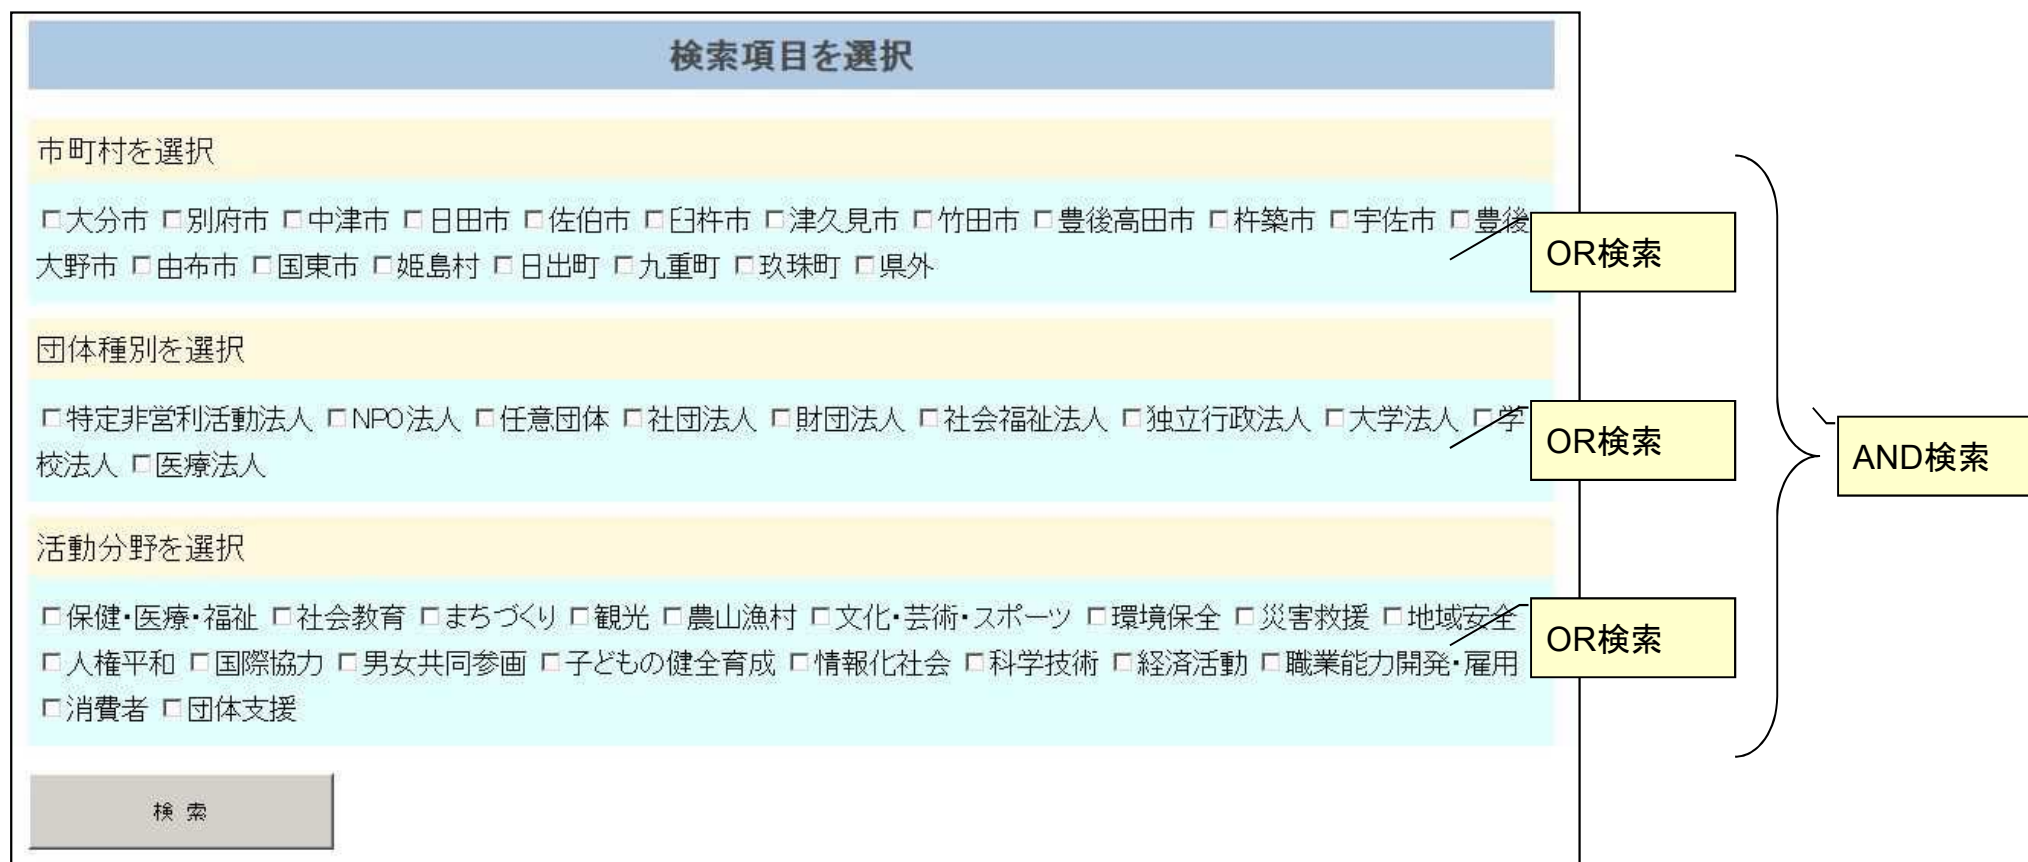 検索項目を選択
市町村を選択
大分市 別府市 中津市 日田市 佐伯市 臼杵市 津久見市 竹田市 豊後高田市 杵築市 宇佐市 豊後
大野市 由布市 国東市 姫島村 日出町 九重町 玖珠町 県外
OR検索
団体種別を選択
特定非営利活動法人 NPO法人 任意団体 社団法人 財団法人 社会福祉法人 独立行政法人 大学法人 学
校法人 医療法人
OR検索
AND検索
活動分野を選択
保健・医療・福祉 社会教育 まちづくり 観光 農山漁村 文化・芸術・スポーツ 環境保全 災害救援 地域安全
人権平和 国際協力 男女共同参画 子どもの健全育成 情報化社会 科学技術 経済活動 職業能力開発・雇用
消費者 団体支援
OR検索
検 索